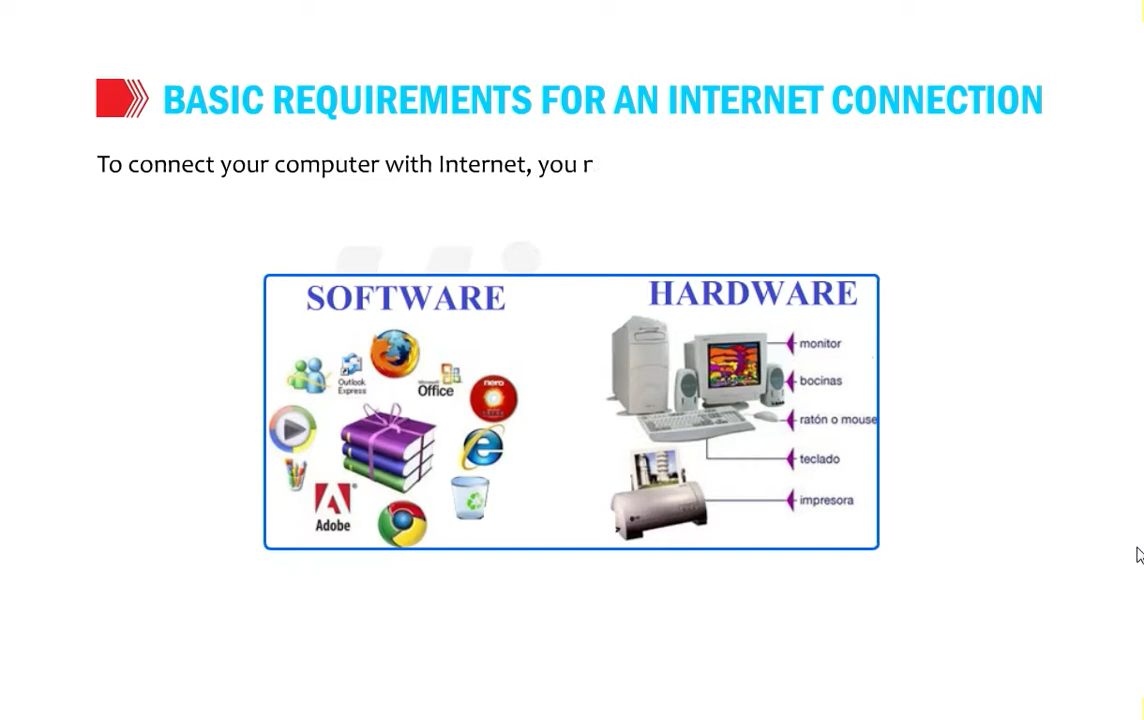 BASIC REQUIREMENTS FOR AN INTERNET CONNECTION
To connect your computer with Internet, you r
SOFTWARE
HARDWARE
Outlook
Express
Microsoft
Office
nero
Adobe
monitor
bocinas
ratón o mouse
teclado
impresora